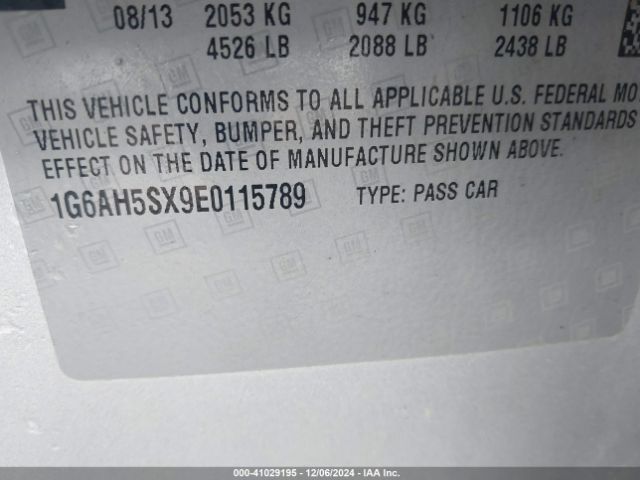 08/13 2053 KG 947 KG 1106 KG
4526 LB 2088 LB 2438 LB
THIS VEHICLE CONFORMS TO ALL APPLICABLE U.S. FEDERAL MO
VEHICLE SAFETY, BUMPER, AND THEFT PREVENTION STANDARDS
EFFECT ON THE DATE OF MANUFACTURE SHOWN ABOVE.
1G6AH5SX9E0115789 TYPE: PASS CAR
000-41029195 - 12/06/2024 - IAA Inc.